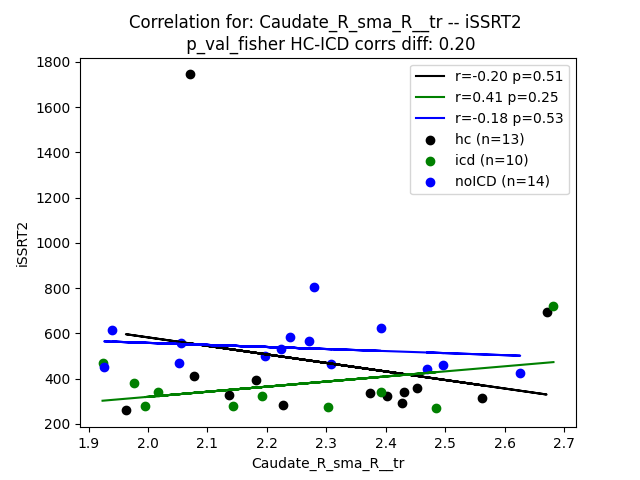 Correlation for: Caudate_R_sma_R__tr -- iSSRT2
p_val_fisher HC-ICD corrs diff: 0.20
r=-0.20 p=0.51
r=0.41 p=0.25
r=-0.18 p=0.53
hc (n=13)
icd (n=10)
noICD (n=14)
1800
1600
1400
1200
1000
800
600
400
200
iSSRT2
1.9 2.0 2.1 2.2 2.3 2.4 2.5 2.6 2.7
Caudate_R_sma_R__tr